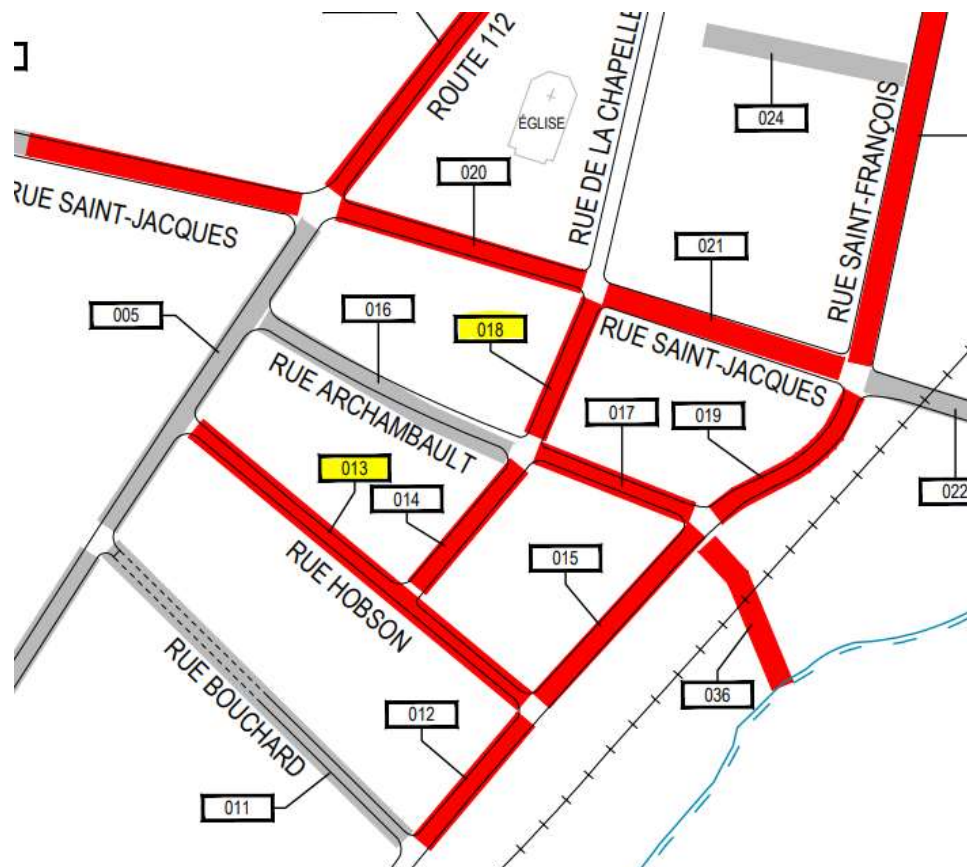 ROUTE 112
RUE DE LA CHAPELLE
024
ÉGLISE
RUE SAINT-FRANÇOIS
020
RUE SAINT-JACQUES
021
005
016
018
RUE SAINT-JACQUES
RUE ARCHAMBAULT
017
019
013
014
022
015
RUE HOBSON
RUE BOUCHARD
036
012
011